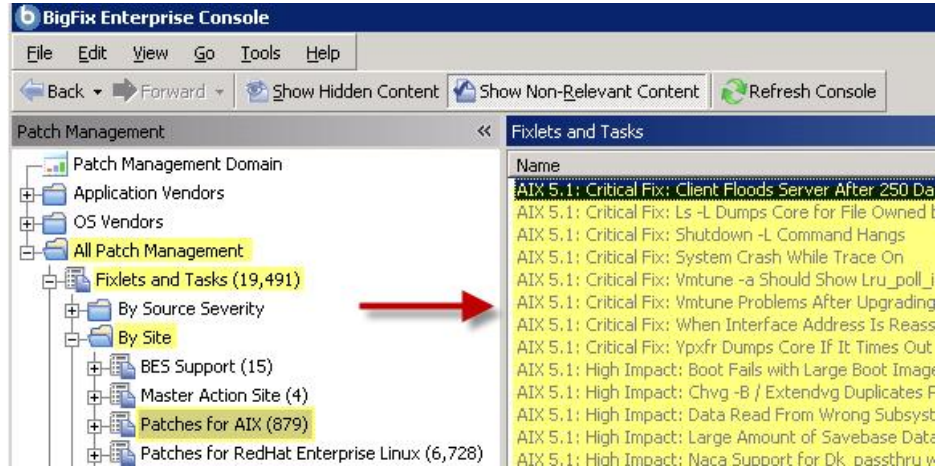 BigFix Enterprise Console
File Edit View Go Tools Help
Back Forward Show Hidden Content Show Non-Relevant Content Refresh Console
Patch Management
Patch Management Domain
Application Vendors
OS Vendors
All Patch Management
Fixlets and Tasks (19,491)
By Source Severity
By Site
BES Support (15)
Master Action Site (4)
Patches for AIX (879)
Patches for RedHat Enterprise Linux (6,728)
Fixlets and Tasks
Name
AIX 5.1: Critical Fix: Client Floods Server After 250 Da
AIX 5.1: Critical Fix: Ls -L Dumps Core for File Owned
AIX 5.1: Critical Fix: Shutdown -L Command Hangs
AIX 5.1: Critical Fix: System Crash While Trace On
AIX 5.1: Critical Fix: Vmtune -a Should Show Lru_poll_i
AIX 5.1: Critical Fix: Vmtune Problems After Upgrading
AIX 5.1: Critical Fix: When Interface Address Is Reass
AIX 5.1: Critical Fix: Ypxfr Dumps Core If It Times Out
AIX 5.1: High Impact: Boot Fails with Large Boot Image
AIX 5.1: High Impact: Chvg -B / Extendvg Duplicates
AIX 5.1: High Impact: Data Read From Wrong Subsyst
AIX 5.1: High Impact: Large Amount of Savebase Data
AIX 5.1: High Impact: Naca Support for Dk_passthru